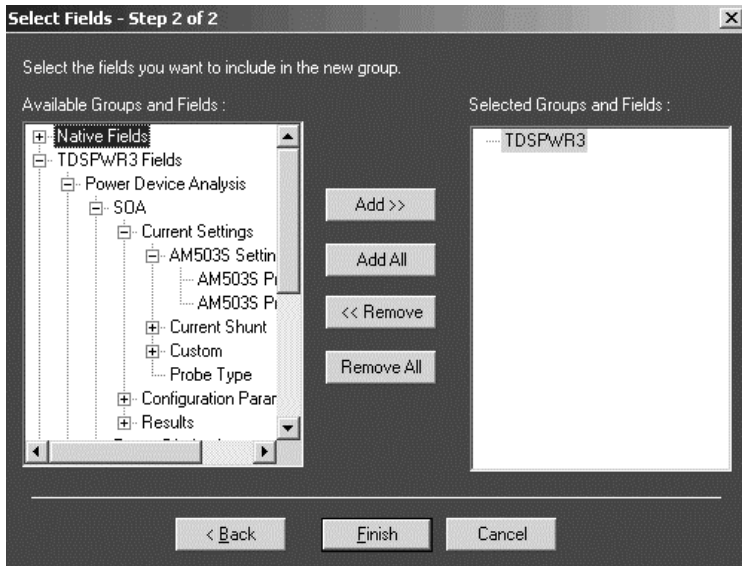 Select Fields - Step 2 of 2
Select the fields you want to include in the new group.
Available Groups and Fields :
Selected Groups and Fields :
Native Fields
TDSPWR3 Fields
Power Device Analysis
SOA
Current Settings
AM503S Settin
AM503S Pr
AM503S Pr
Current Shunt
Custom
Probe Type
Configuration Parar
Results
Add >>
Add All
<< Remove
Remove All
TDSPWR3
< Back
Finish
Cancel